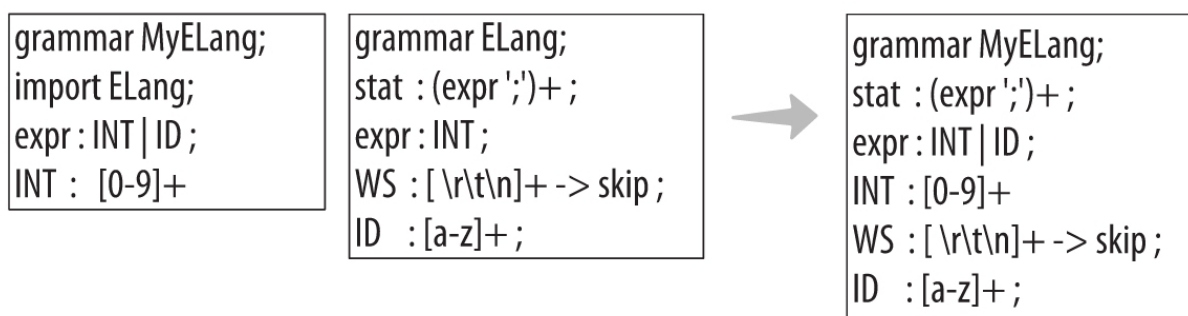 grammar MyELang;
import ELang;
expr : INT | ID ;
INT :  [0-9]+
grammar ELang;
stat : (expr ';')+ ;
expr : INT ;
WS : [ \r\t\n]+ -> skip ;
ID : [a-z]+ ;
grammar MyELang;
stat : (expr ';')+ ;
expr : INT | ID ;
INT : [0-9]+
WS : [ \r\t\n]+ -> skip ;
ID : [a-z]+ ;